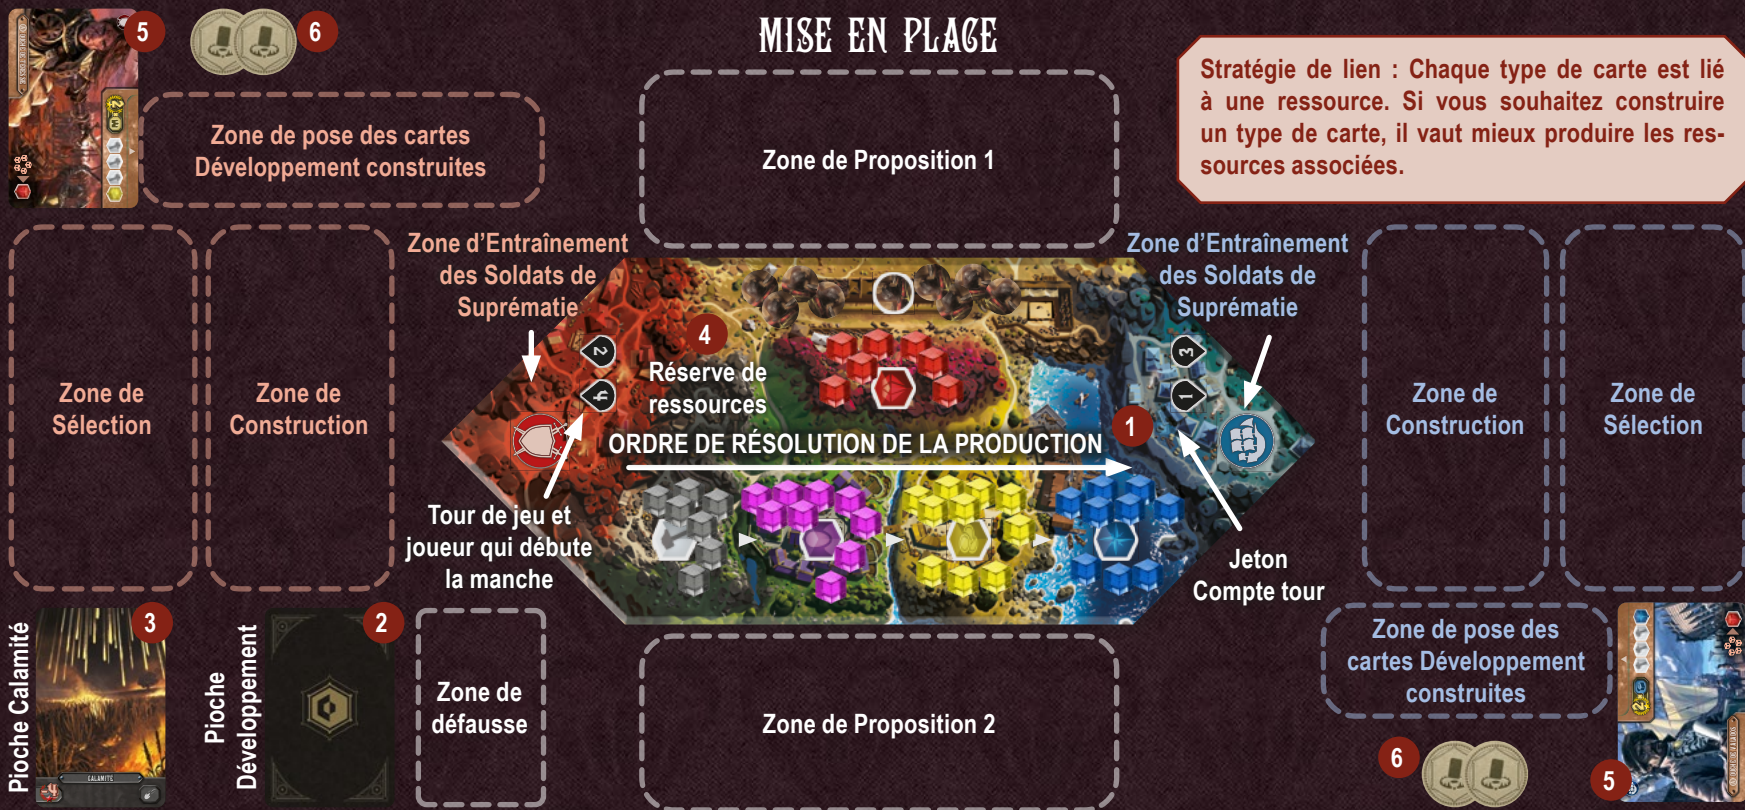 MISE EN PLACE
5
6
Zone de pose des cartes
Développement construites
Zone de Proposition 1
Stratégie de lien : Chaque type de carte est lié
à une ressource. Si vous souhaitez construire
un type de carte, il vaut mieux produire les res-
sources associées.
Zone de
Sélection
Zone de
Construction
Zone d'Entraînement
des Soldats de
Suprématie
2
4
4
Réserve de
ressources
ORDRE DE RÉSOLUTION DE LA PRODUCTION
1
Zone d'Entraînement
des Soldats de
Suprématie
3
1
Zone de
Construction
Zone de
Sélection
Tour de jeu et
joueur qui débute
la manche
Jeton
Compte tour
Pioche Calamité
3
CALAMITÉ
Pioche
Développement
2
Zone de
défausse
Zone de Proposition 2
Zone de pose des
cartes Développement
construites
6
5